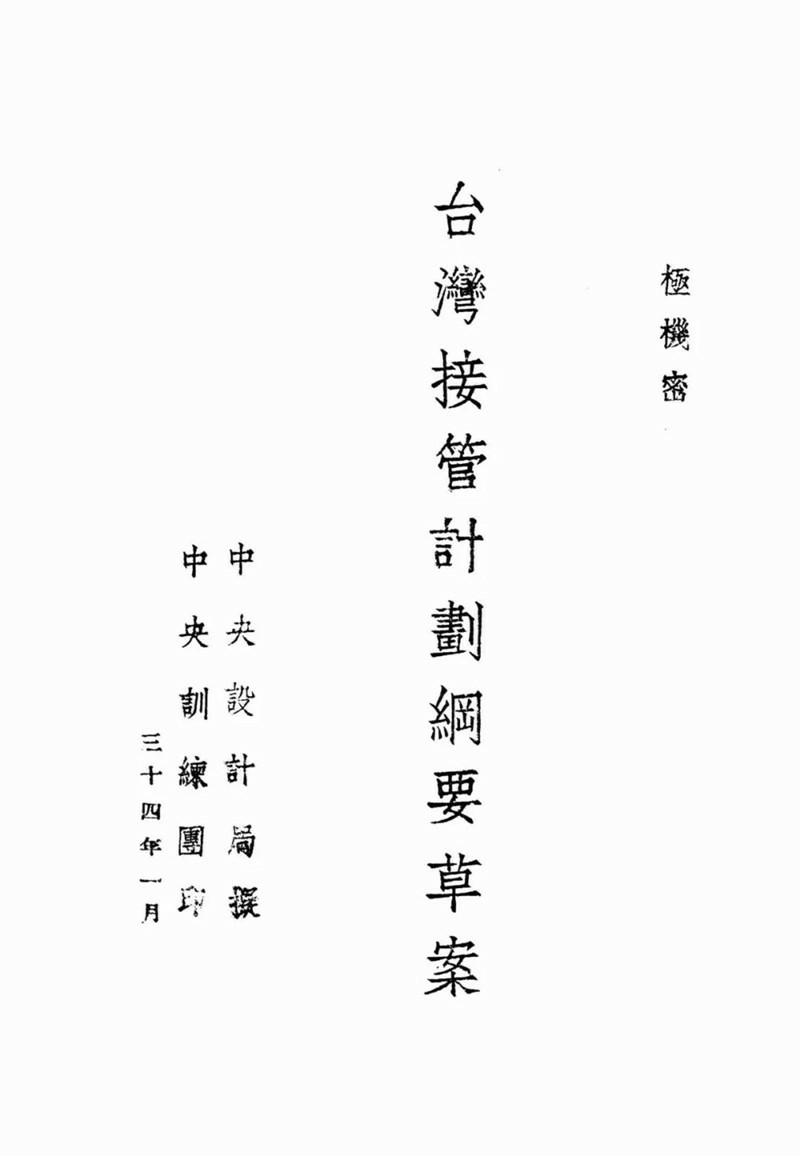 極機密
台灣接管計劃綱要草案
中央設計局擬
中央訓練團印
三十四年一月